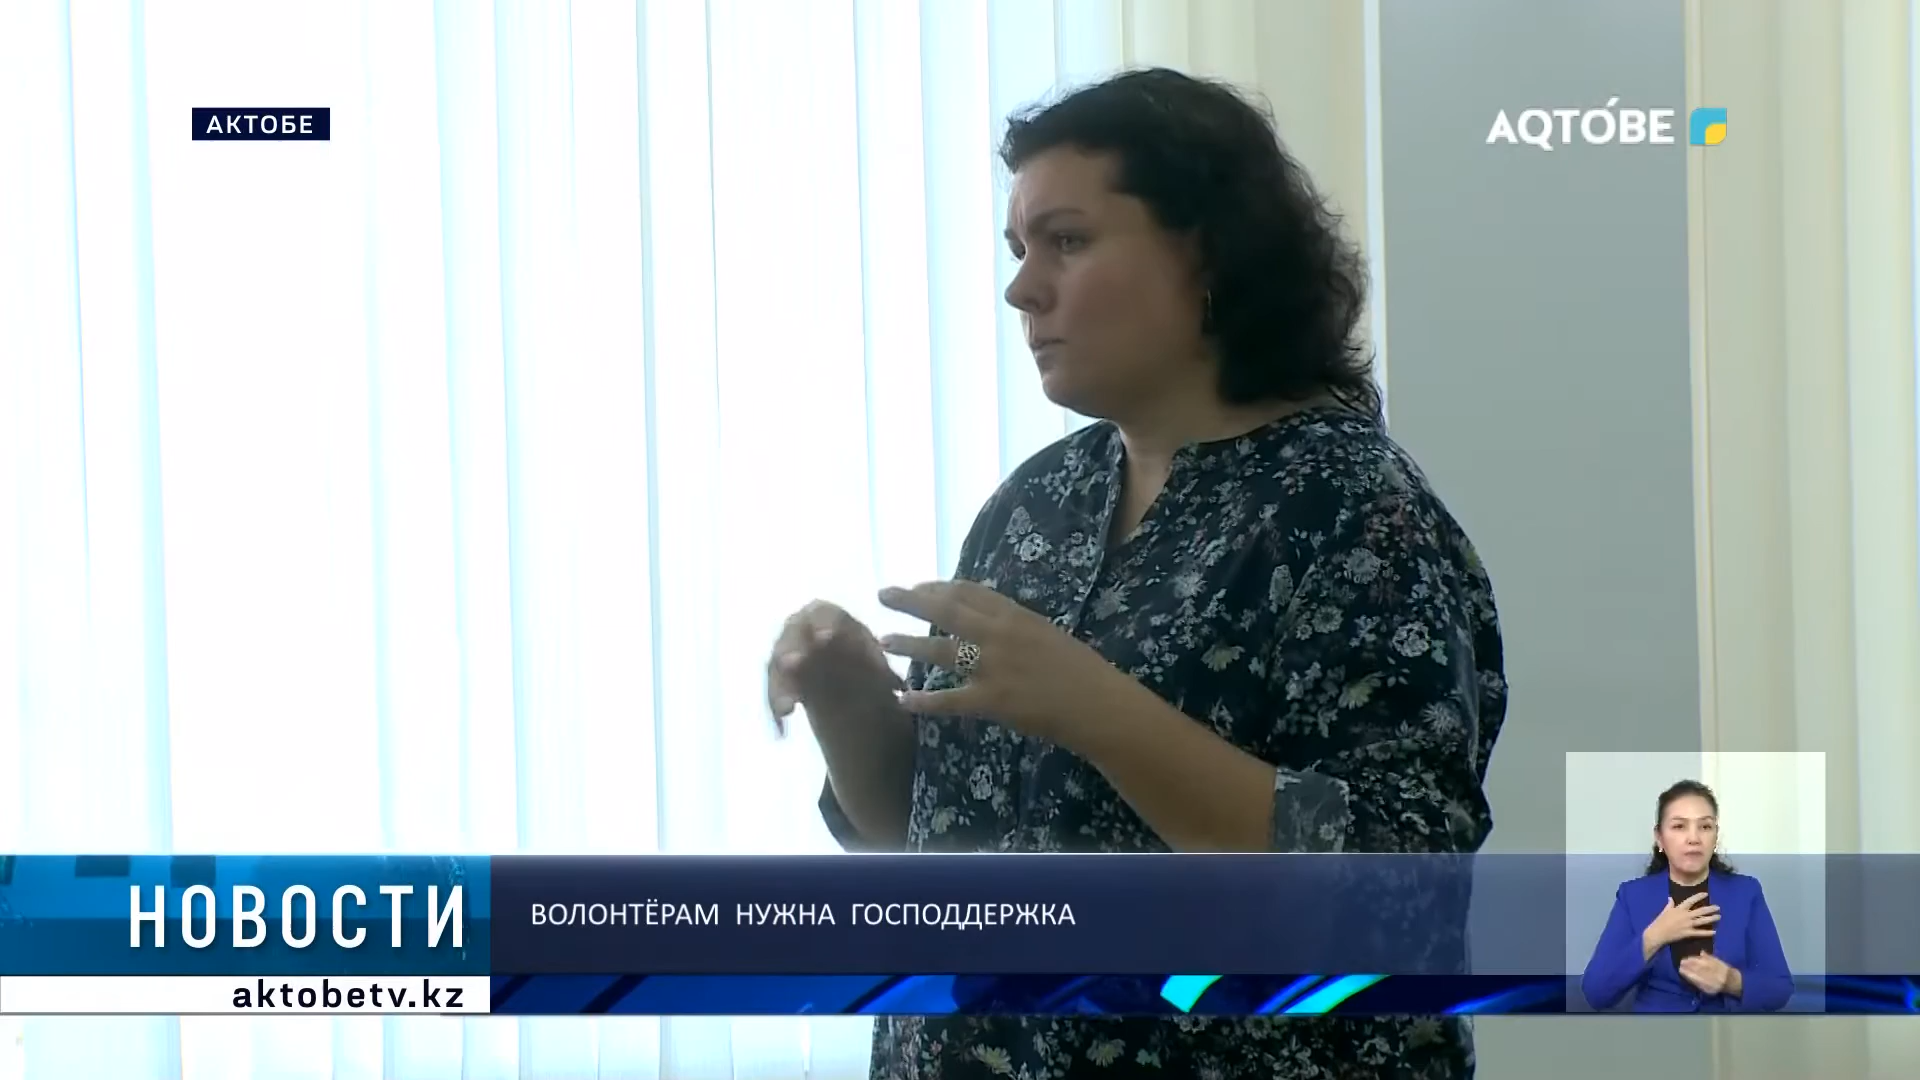 АКТОБЕ
AQTÓBE
НОВОСТИ
ВОЛОНТЁРАМ НУЖНА ГОСПОДДЕРЖКА
aktobetv.kz